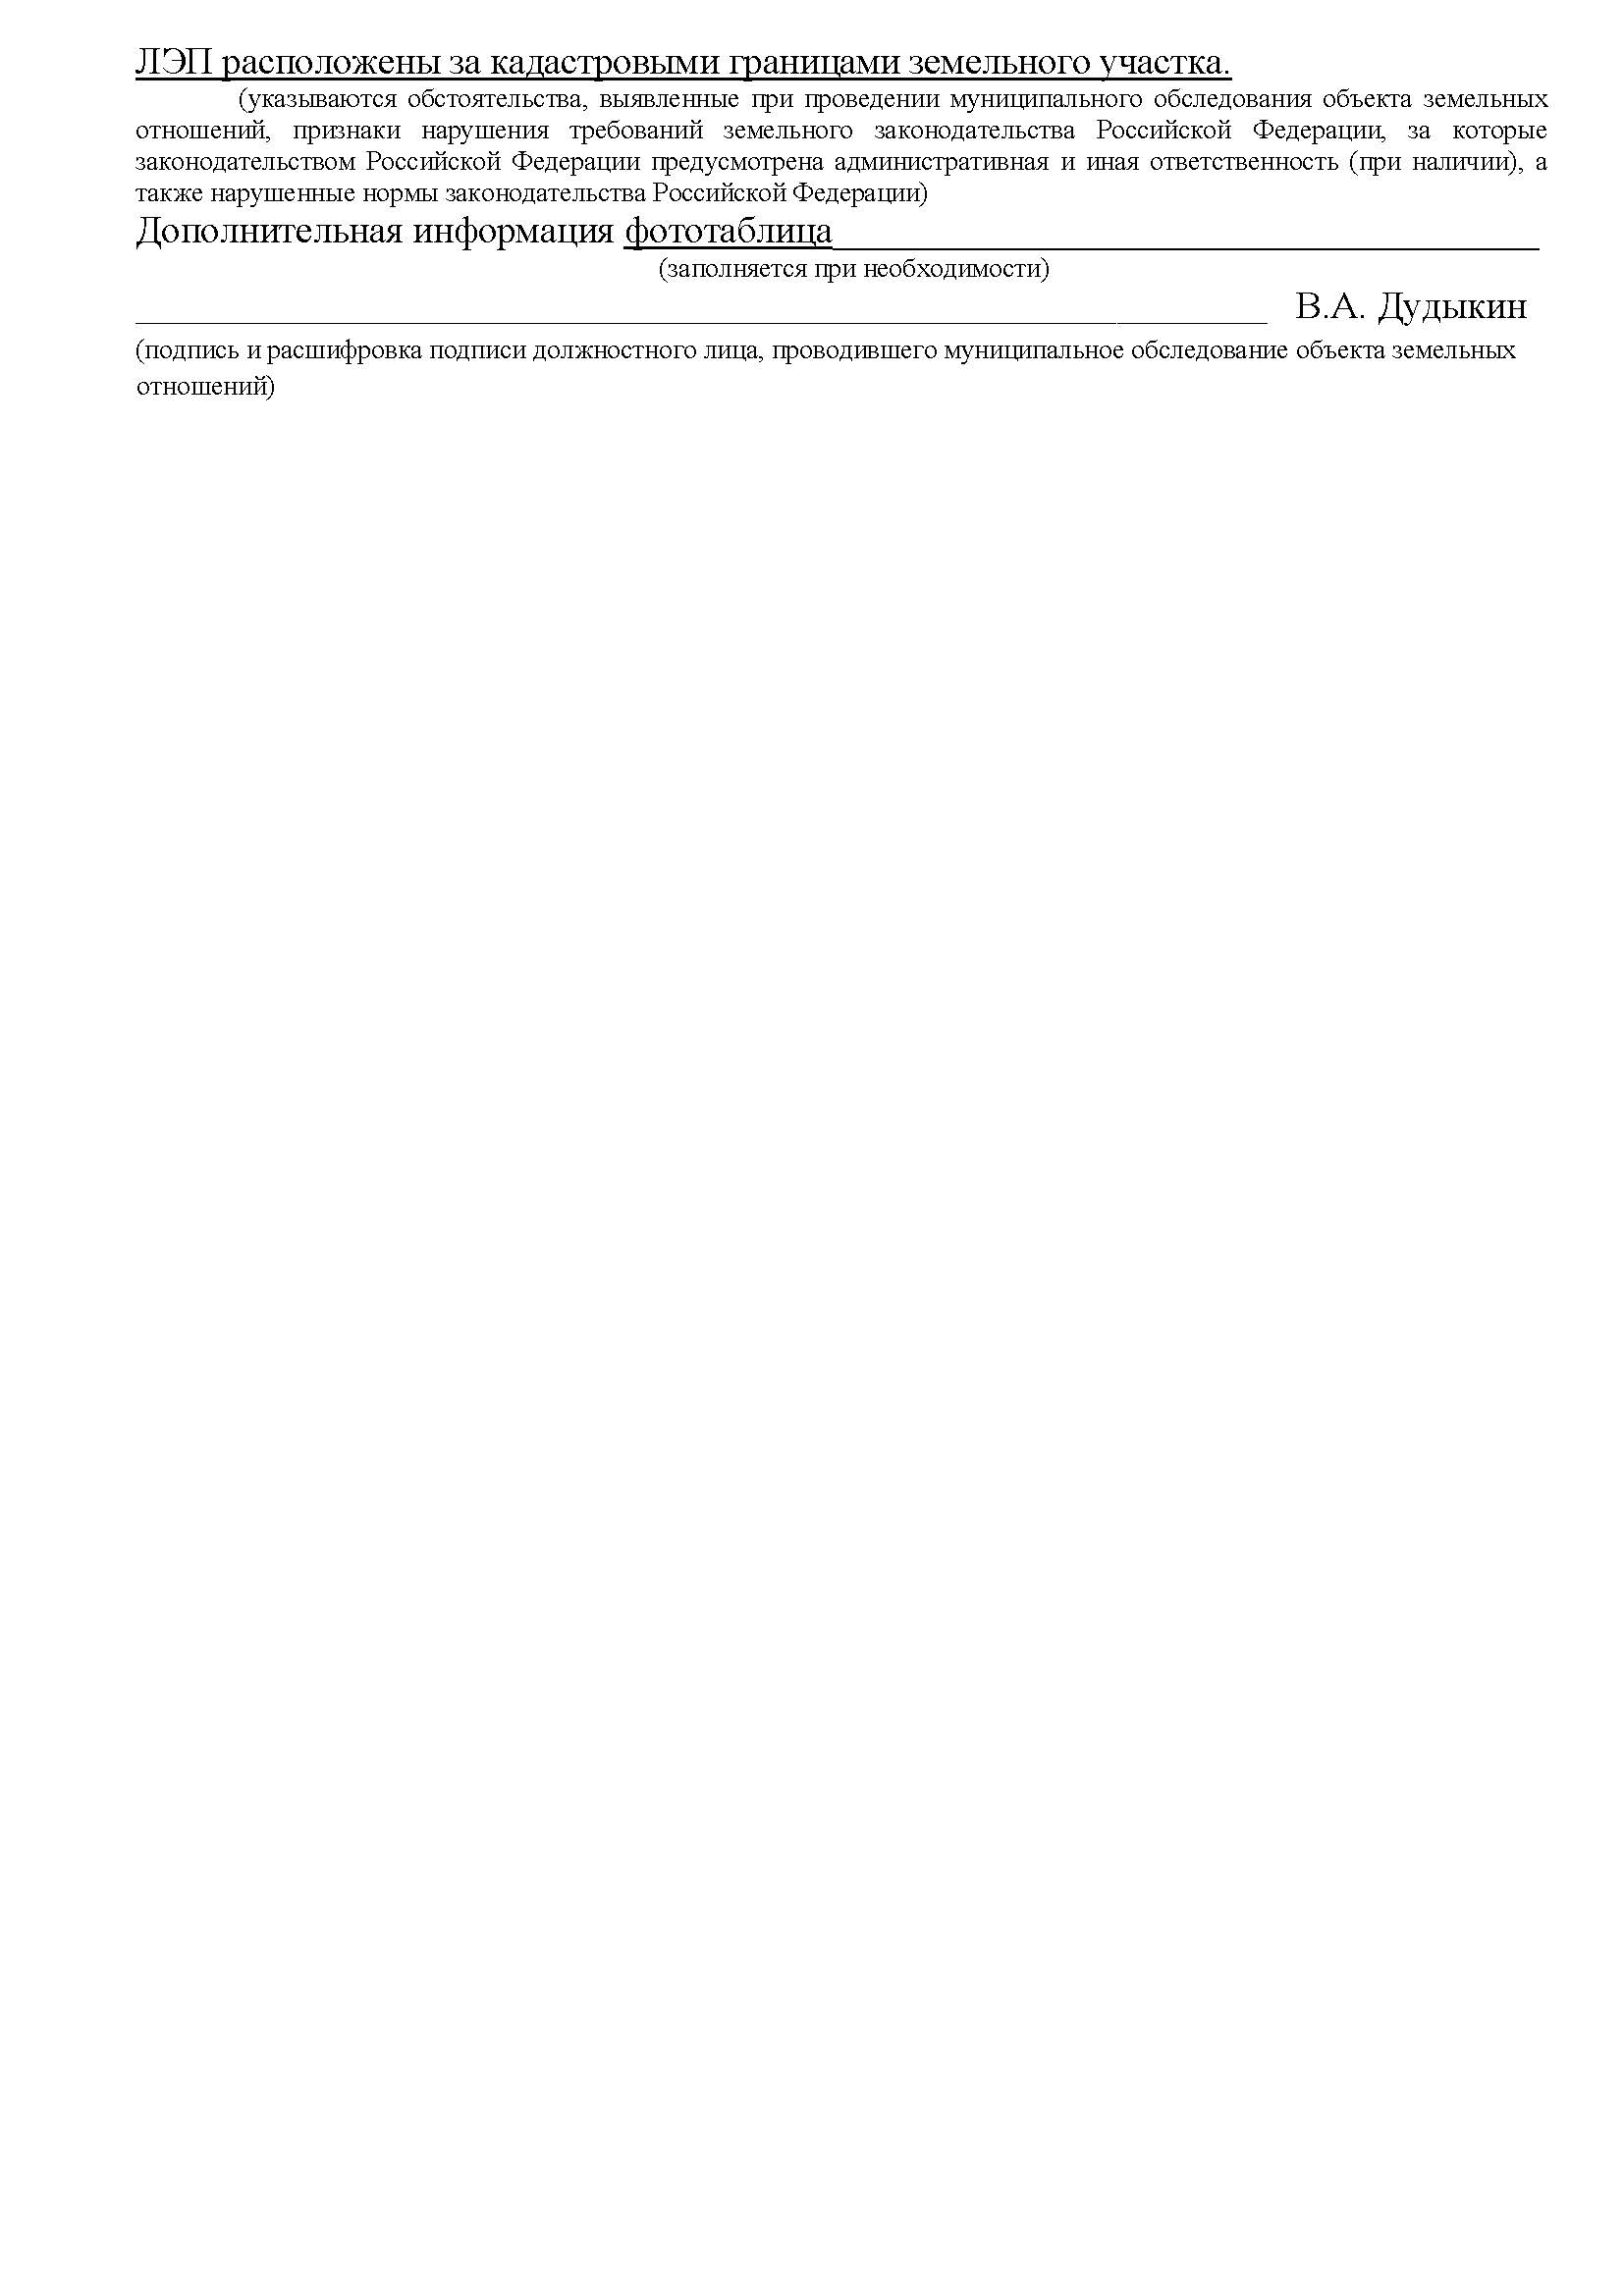 ЛЭП расположены за кадастровыми границами земельного участка.
(указываются обстоятельства, выявленные при проведении муниципального обследования объекта земельных
отношений, признаки нарушения требований земельного законодательства Российской Федерации, за которые
законодательством Российской Федерации предусмотрена административная и иная ответственность (при наличии), а
также нарушенные нормы законодательства Российской Федерации)
Дополнительная информация фототаблица
(заполняется при необходимости)
В.А. Дудыкин
(подпись и расшифровка подписи должностного лица, проводившего муниципальное обследование объекта земельных
отношений)